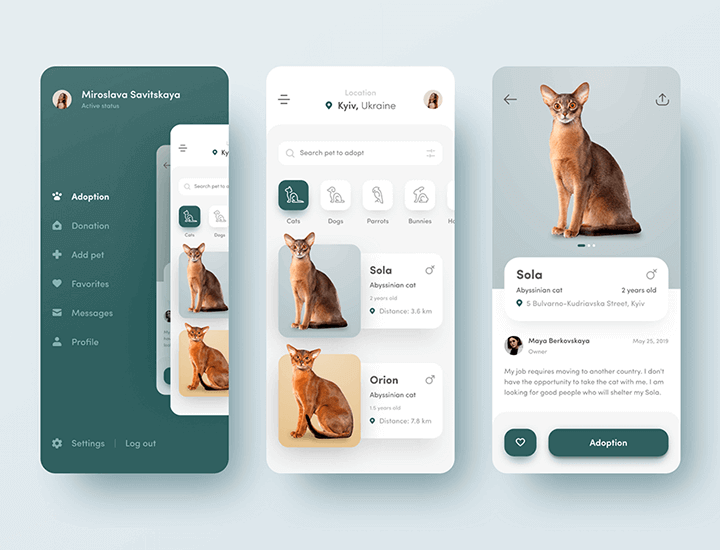 Miroslava Savitskaya
Active status
Adoption
Donation
Add pet
Favorites
Messages
Profile
Settings | Log out
Ky
Search pet to adopt
Cats
Dogs
Location
Kyiv, Ukraine
Search pet to adopt
Cats
Dogs
Parrots
Bunnies
Sola
Abyssinian cat
2 years old
Distance: 3.6 km
Orion
Abyssinian cat
1.5 years old
Distance: 7.8 km
Sola
Abyssinian cat
2 years old
5 Bulvarno-Kudriavska Street, Kyiv
Maya Berkovskaya
May 25, 2019
Owner
My job requires moving to another country. I don't
have the opportunity to take the cat with me. I am
looking for good people who will shelter my Sola.
Adoption